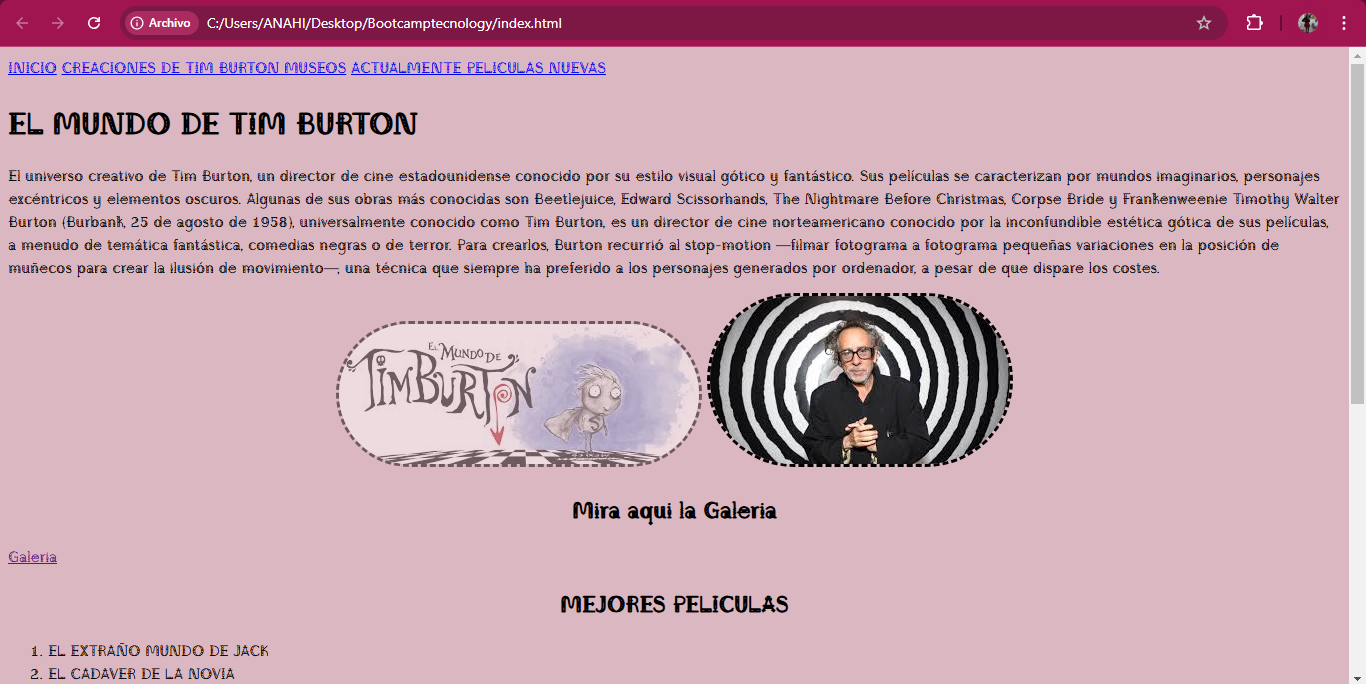 Archivo C:/Users/ANAHI/Desktop/Bootcamptecnology/index.html
INICIO CREACIONES DE TIM BURTON MUSEOS ACTUALMENTE PELICULAS NUEVAS
EL MUNDO DE TIM BURTON
El universo creativo de Tim Burton, un director de cine estadounidense conocido por su estilo visual gótico y fantástico. Sus películas se caracterizan por mundos imaginarios, personajes
excéntricos y elementos oscuros. Algunas de sus obras más conocidas son Beetlejuice, Edward Scissorhands, The Nightmare Before Christmas, Corpse Bride y Frankenweenie Timothy Walter
Burton (Burbank, 25 de agosto de 1958), universalmente conocido como Tim Burton, es un director de cine norteamericano conocido por la inconfundible estética gótica de sus películas,
a menudo de temática fantástica, comedias negras o de terror. Para crearlos, Burton recurrió al stop-motion —filmar fotograma a fotograma pequeñas variaciones en la posición de
muñecos para crear la ilusión de movimiento—, una técnica que siempre ha preferido a los personajes generados por ordenador, a pesar de que dispare los costes.
EL MUNDO DE
TIM BURTON
Mira aqui la Galeria
Galeria
MEJORES PELICULAS
1. EL EXTRAÑO MUNDO DE JACK
2. EL CADAVER DE LA NOVIA